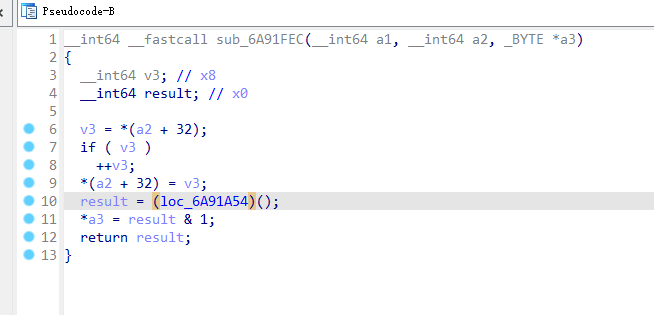 Pseudocode-B
1 __int64 __fastcall sub_6A91FEC(__int64 a1, __int64 a2, _BYTE *a3)
2 {
3   __int64 v3; // x8
4   __int64 result; // x0
5
6   v3 = *(a2 + 32);
7   if ( v3 )
8     ++v3;
9   *(a2 + 32) = v3;
10   result = (loc_6A91A54)();
11   *a3 = result & 1;
12   return result;
13 }